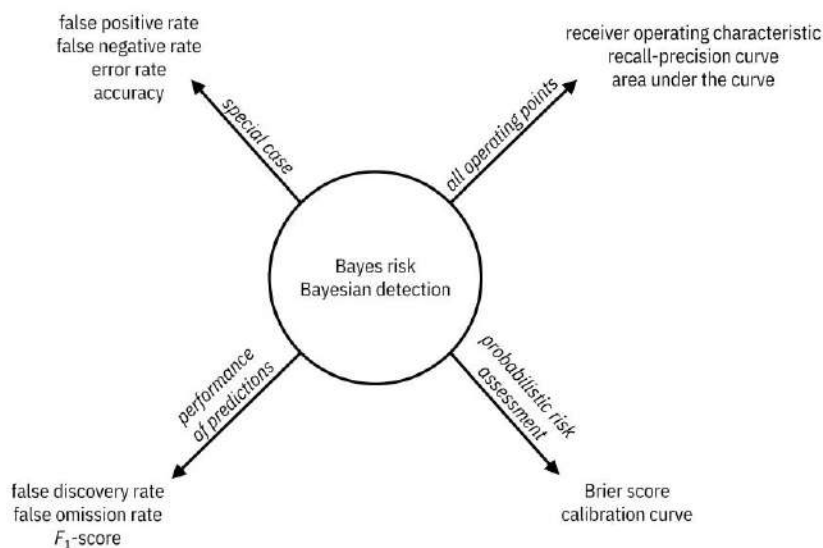 false positive rate
false negative rate
error rate
accuracy
special case
receiver operating characteristic
recall-precision curve
area under the curve
all operating points
Bayes risk
Bayesian detection
performance
of predictions
false discovery rate
false omission rate
F₁-score
probabilistic risk
assessment
Brier score
calibration curve